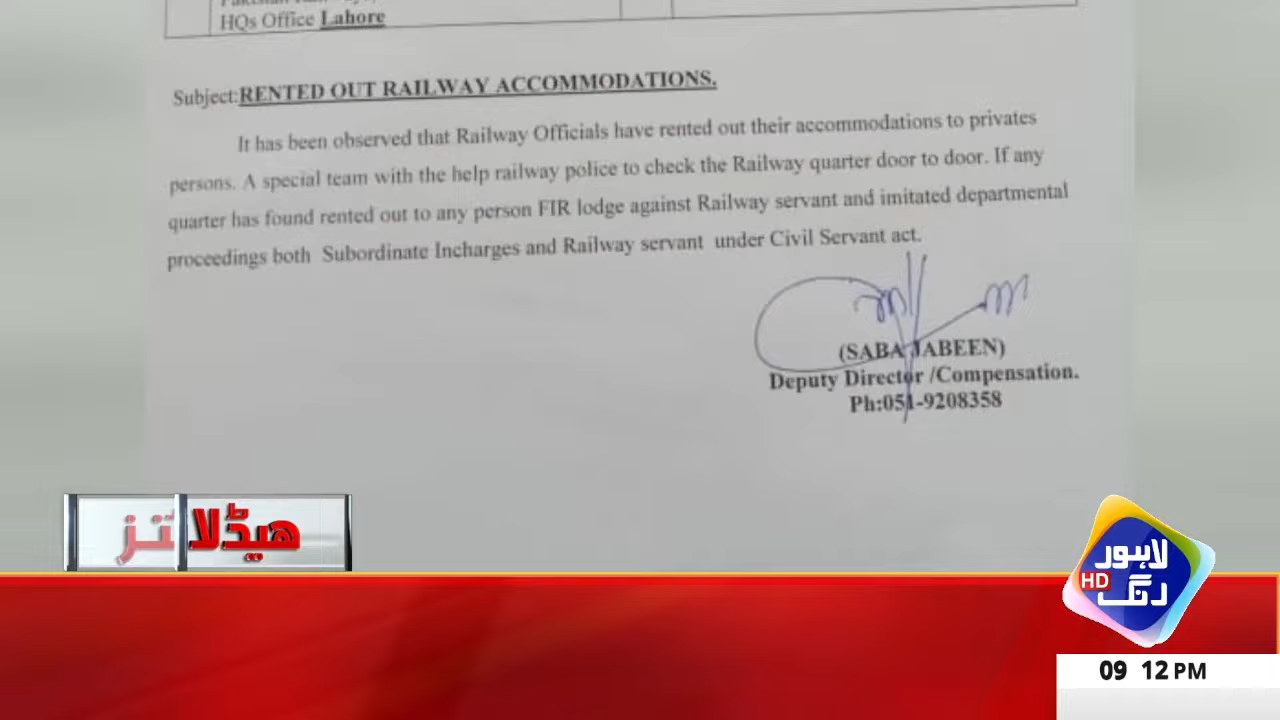 HQs Office Lahore
Subject:RENTED OUT RAILWAY ACCOMMODATIONS.
It has been observed that Railway Officials have rented out their accommodations to privates
persons. A special team with the help railway police to check the Railway quarter door to door. If any
quarter has found rented out to any person FIR lodge against Railway servant and imitated departmental
proceedings both Subordinate Incharges and Railway servant under Civil Servant act.
(SABA JABEEN)
Deputy Director /Compensation.
Ph:051-9208358
ہیڈلائنز
لاہور
HD رنگ
09 12 PM